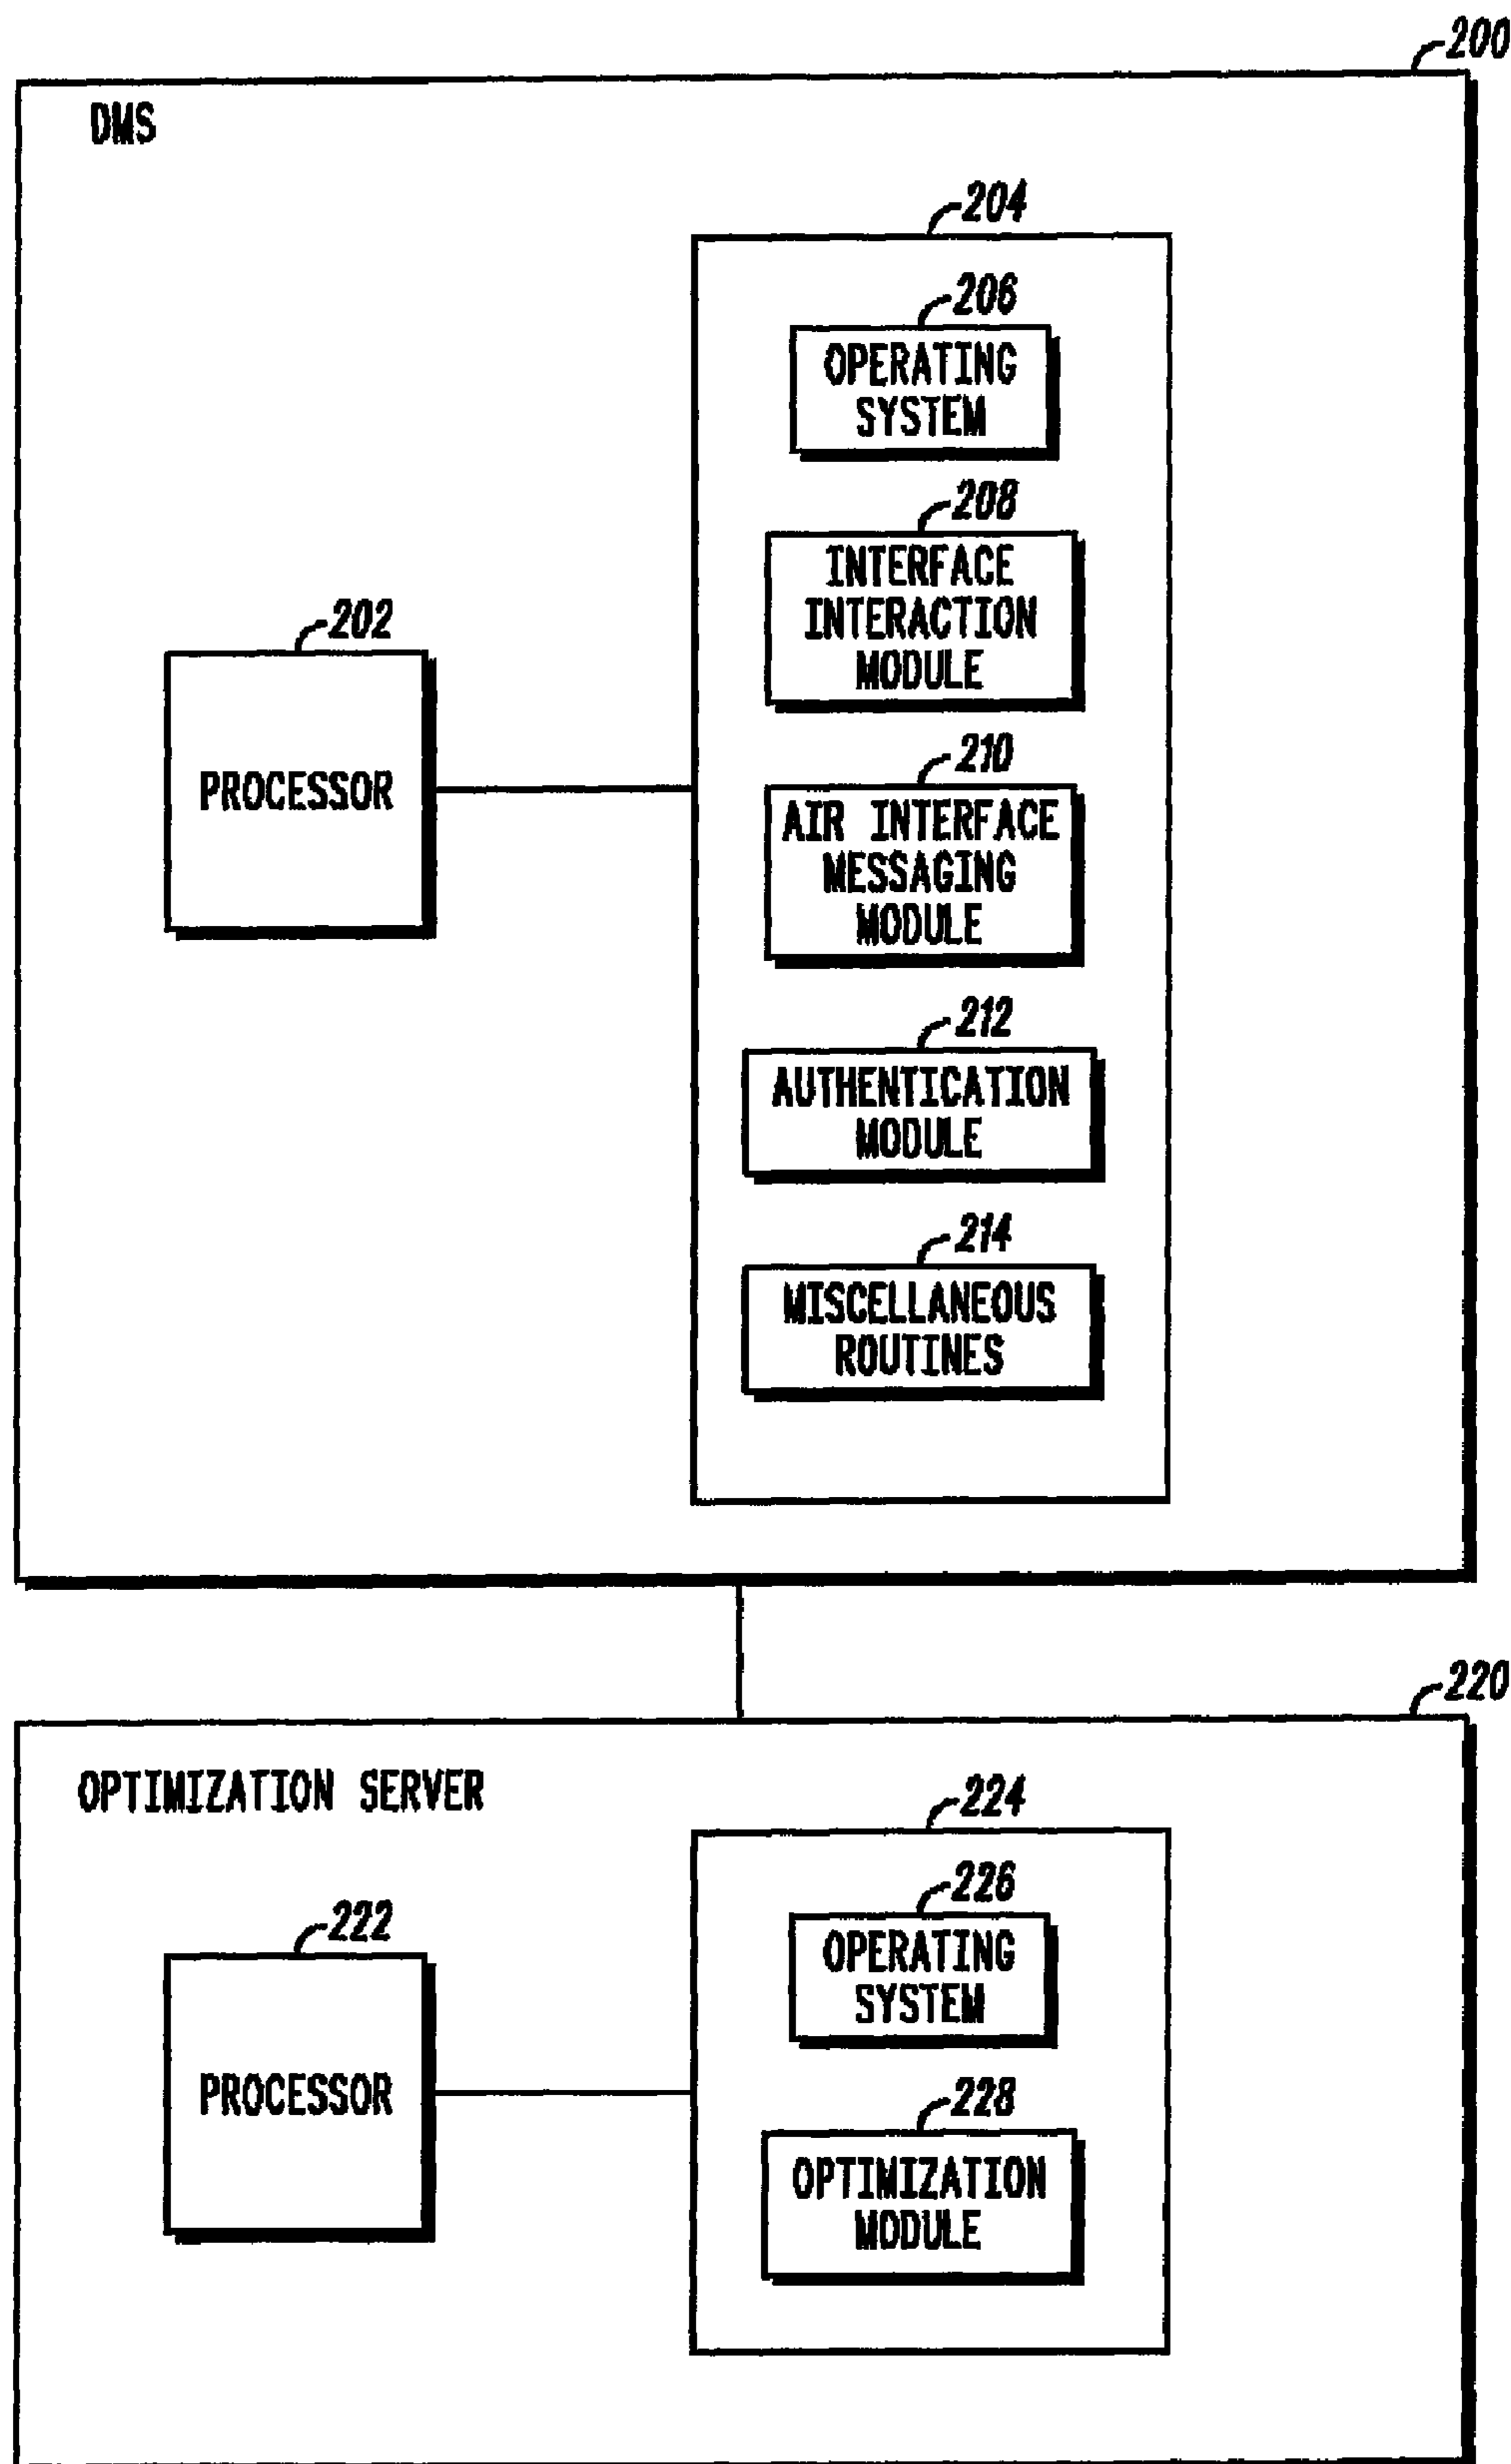 200
DMS
204
206
OPERATING
SYSTEM
208
INTERFACE
INTERACTION
MODULE
202
PROCESSOR
210
AIR INTERFACE
MESSAGING
MODULE
212
AUTHENTICATION
MODULE
214
MISCELLANEOUS
ROUTINES
220
OPTIMIZATION SERVER
224
226
OPERATING
SYSTEM
222
PROCESSOR
228
OPTIMIZATION
MODULE